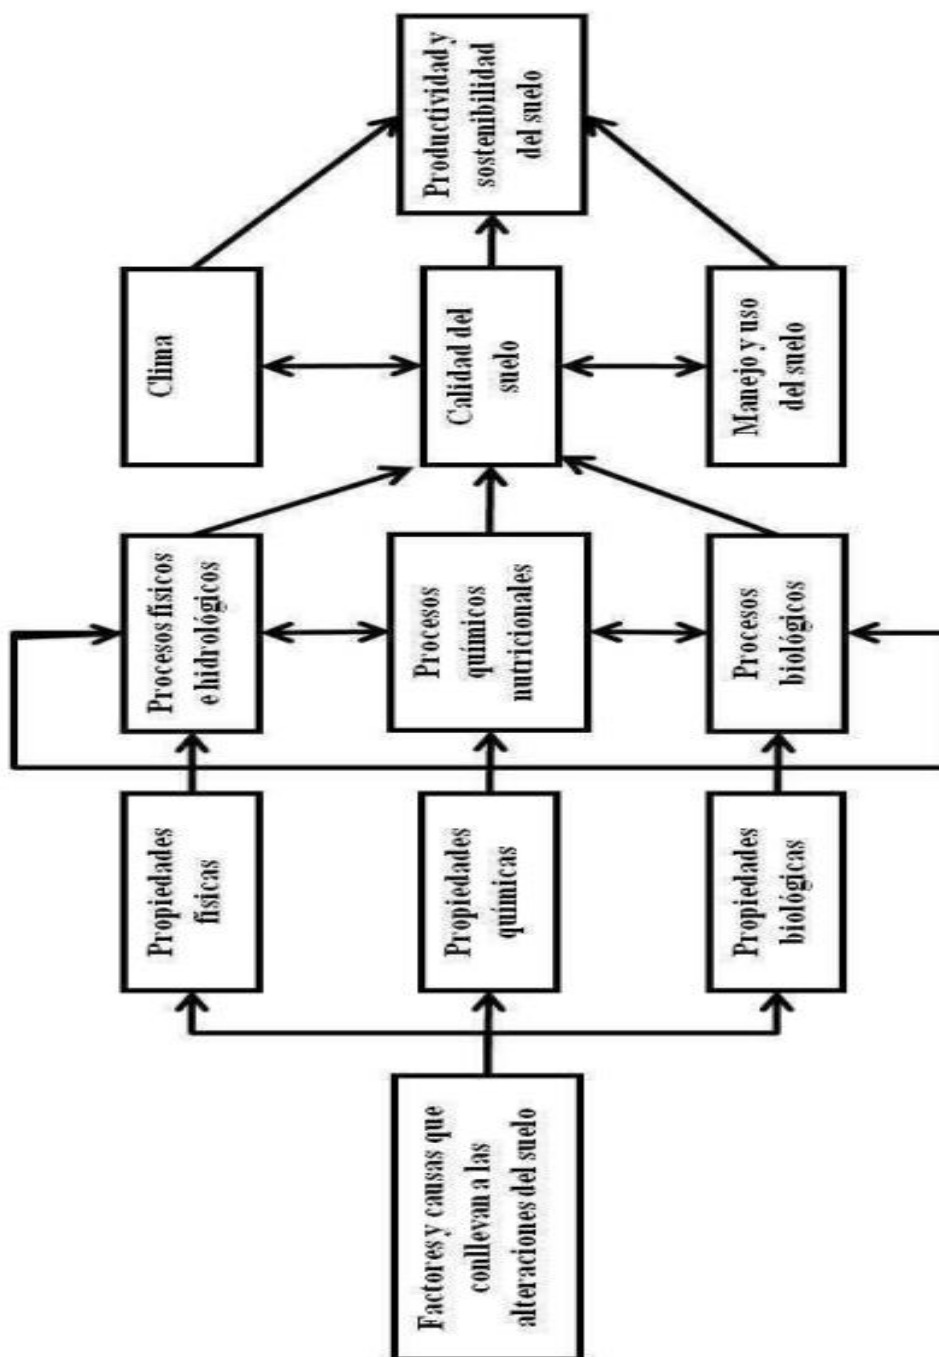 Factores y causas que
conllevan a las
alteraciones del suelo
Propiedades
físicas
Propiedades
químicas
Propiedades
biológicas
Procesos físicos
e hidrológicos
Procesos
químicos
nutricionales
Procesos
biológicos
Clima
Calidad del
suelo
Manejo y uso
del suelo
Productividad y
sostenibilidad
del suelo